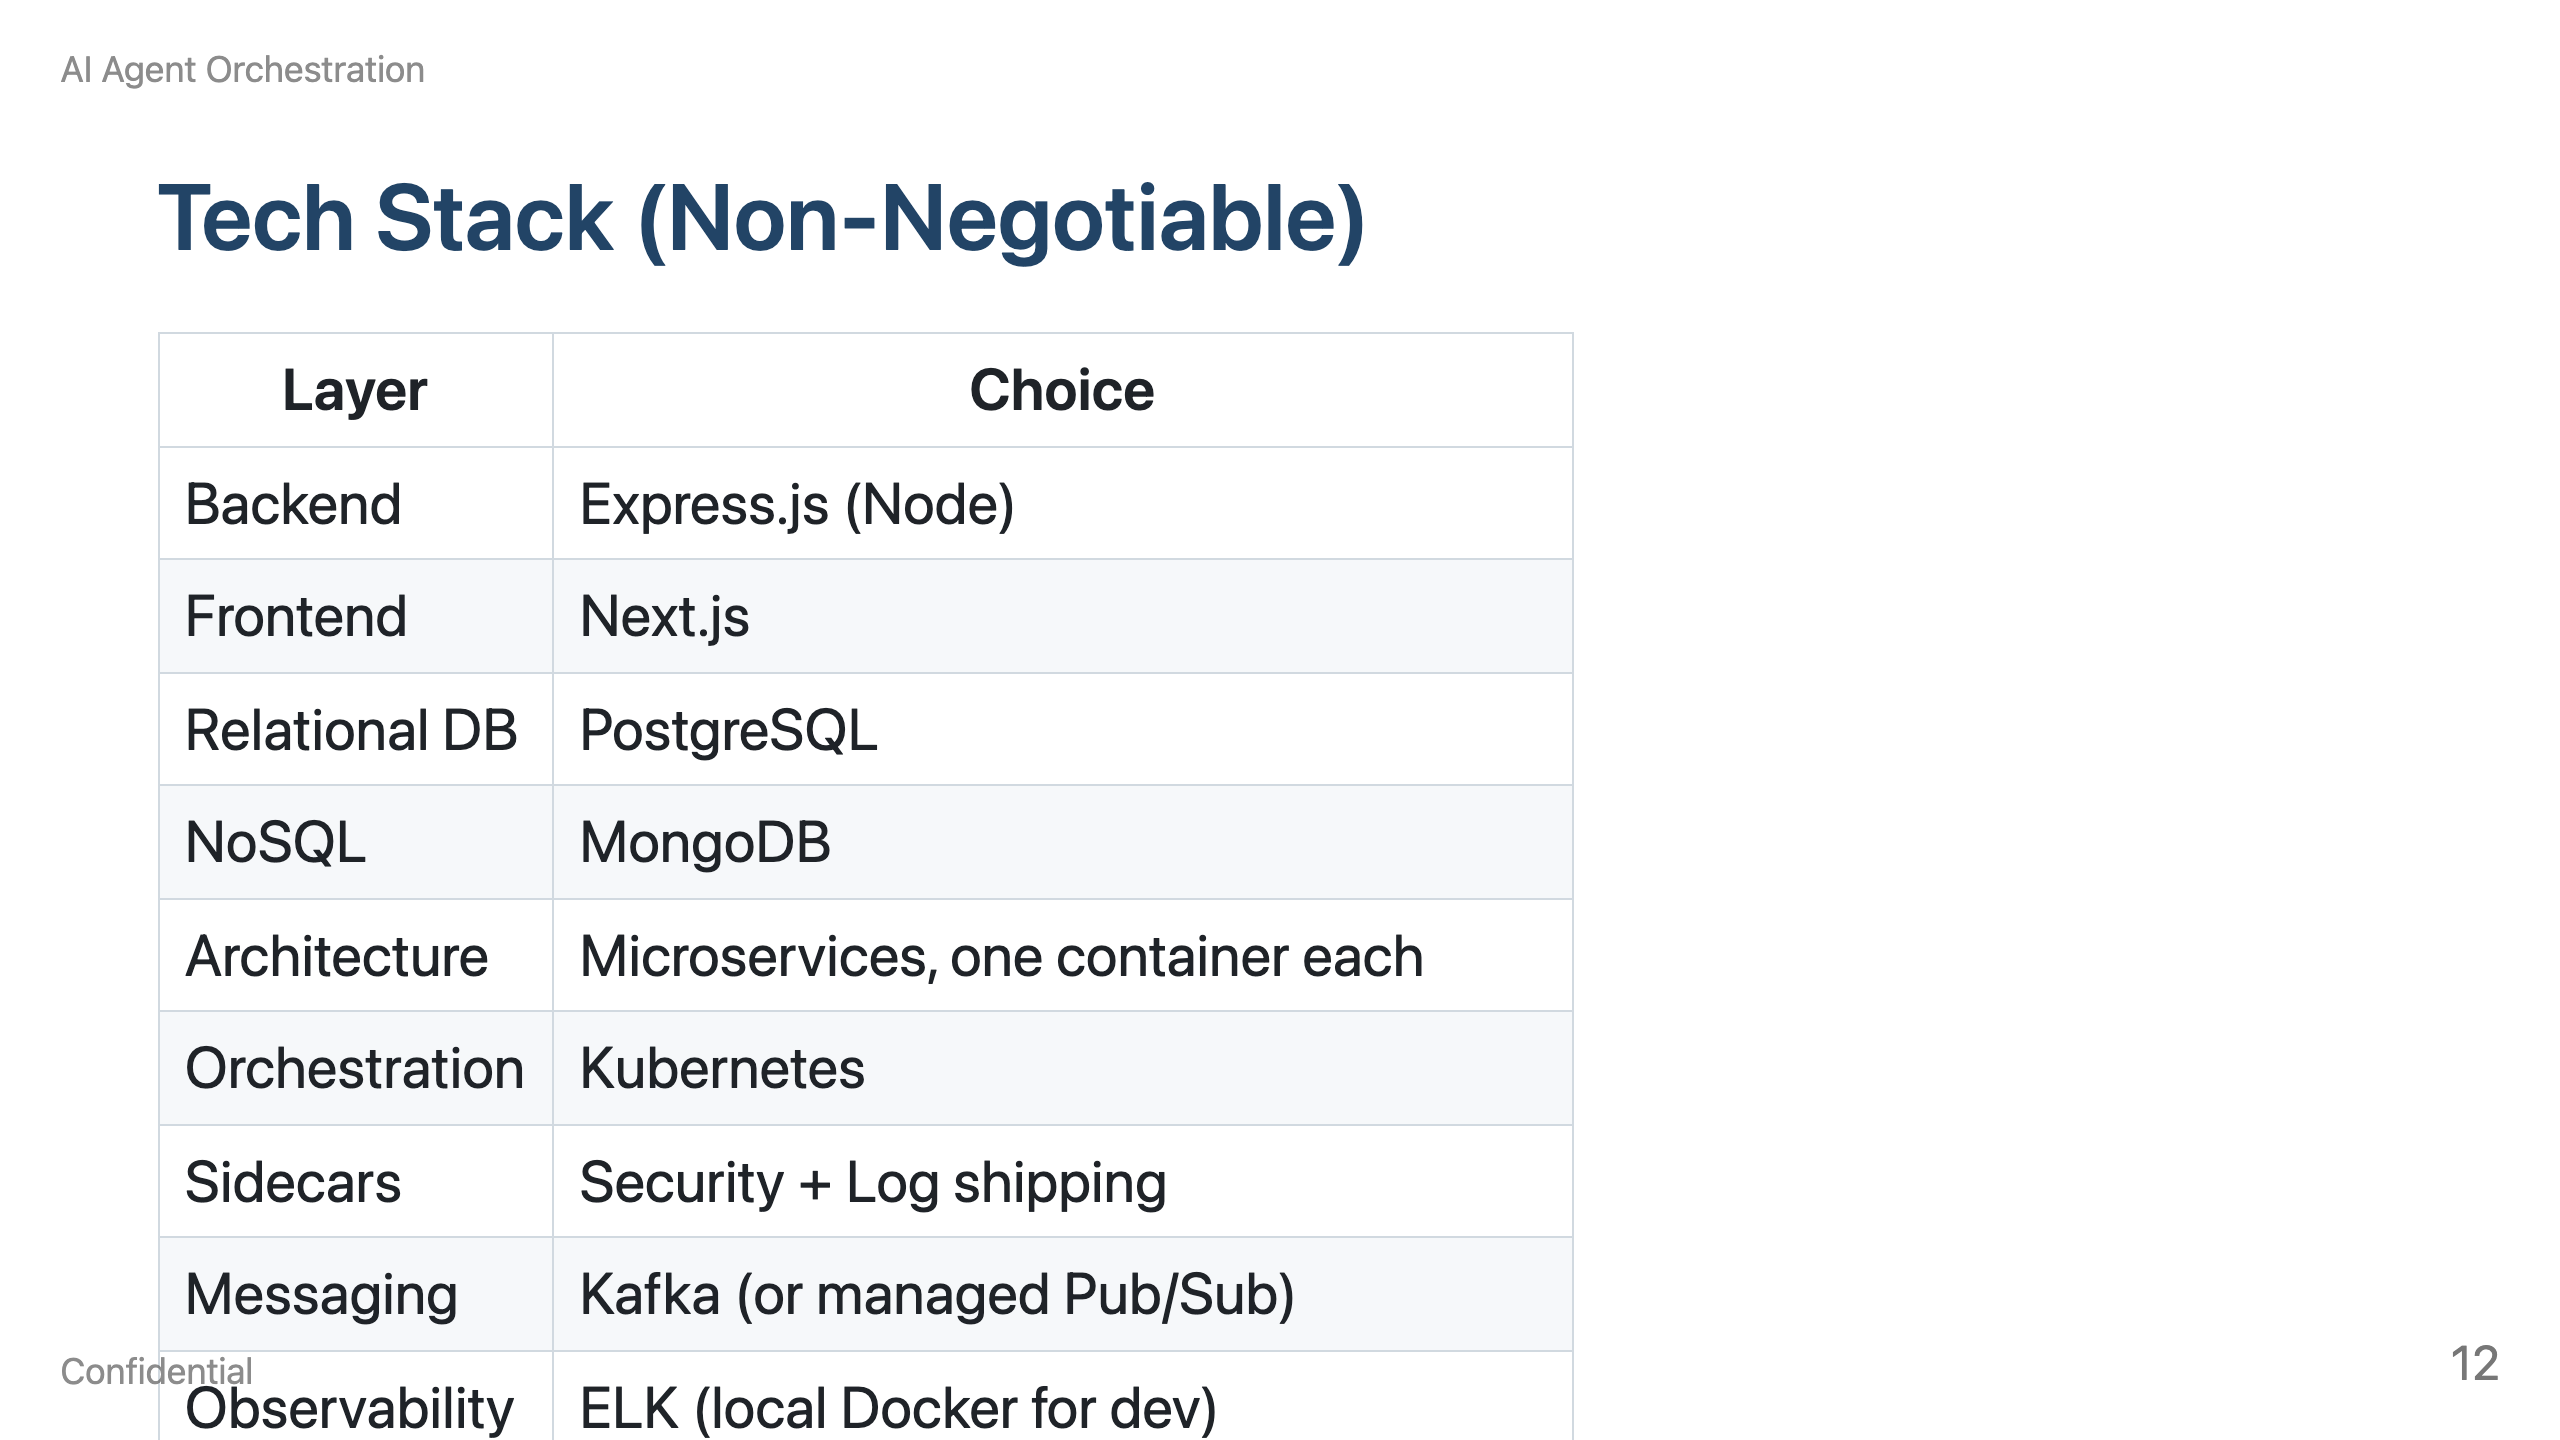 AI Agent Orchestration
Tech Stack (Non-Negotiable)
Layer Choice
Backend Express.js (Node)
Frontend Next.js
Relational DB PostgreSQL
NoSQL MongoDB
Architecture Microservices, one container each
Orchestration Kubernetes
Sidecars Security + Log shipping
Messaging Kafka (or managed Pub/Sub)
Observability ELK (local Docker for dev)
Confidential
12